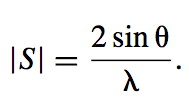 |S| = 2 sin θ / λ.